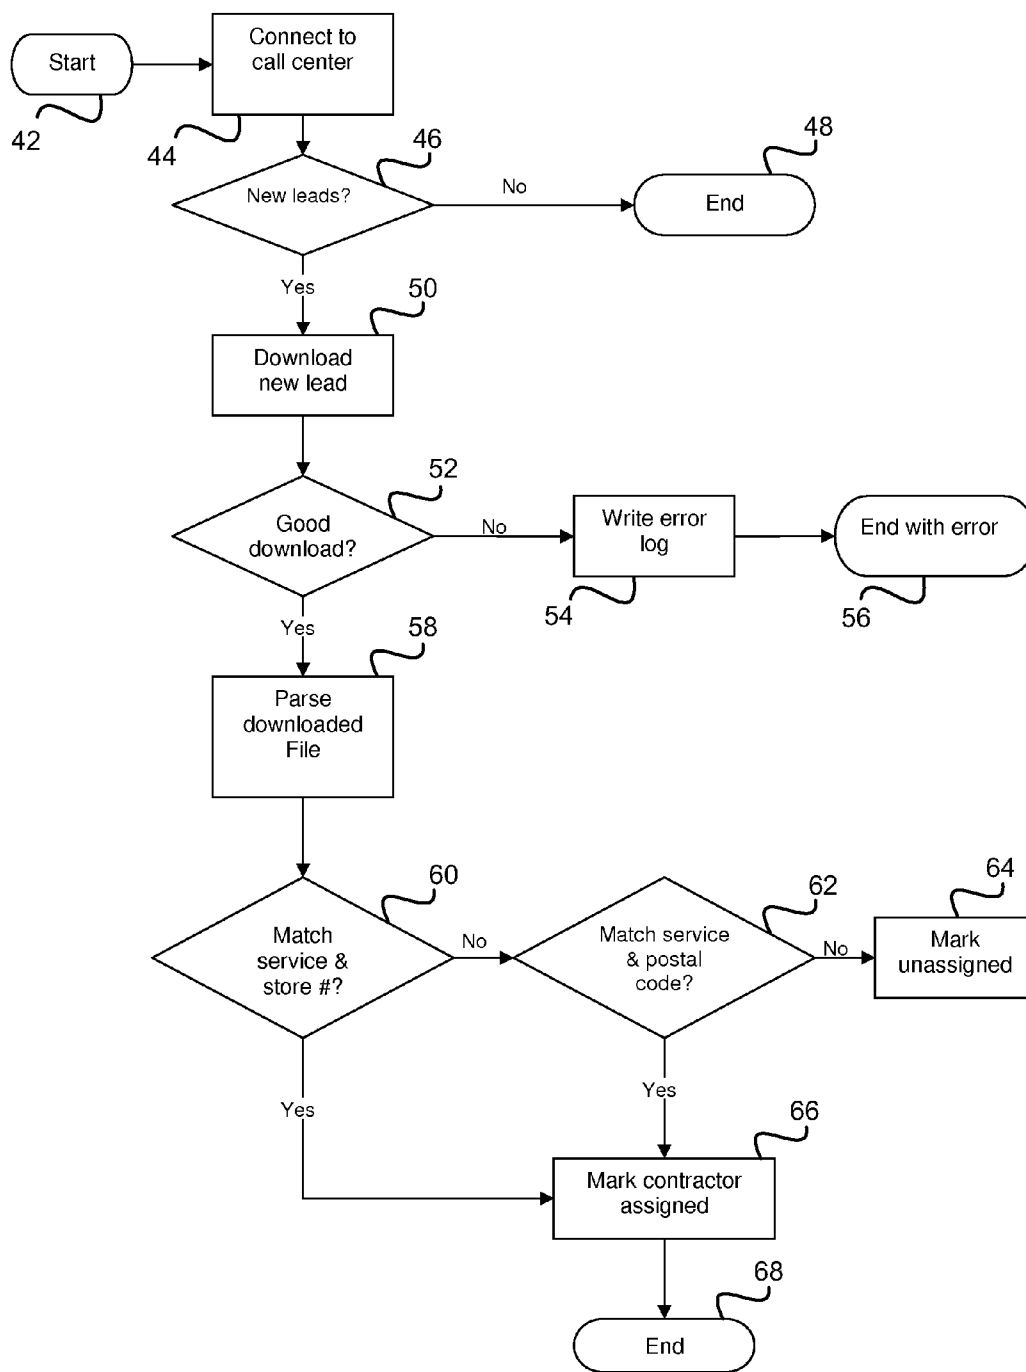 Start
Connect to
call center
42
44
46
48
New leads?
No
End
Yes
50
Download
new lead
52
Good
download?
No
Write error
log
End with error
54
56
Yes
58
Parse
downloaded
File
60
62
64
Match
service &
store #?
No
Match service
& postal
code?
No
Mark
unassigned
Yes
Yes
66
Mark contractor
assigned
68
End